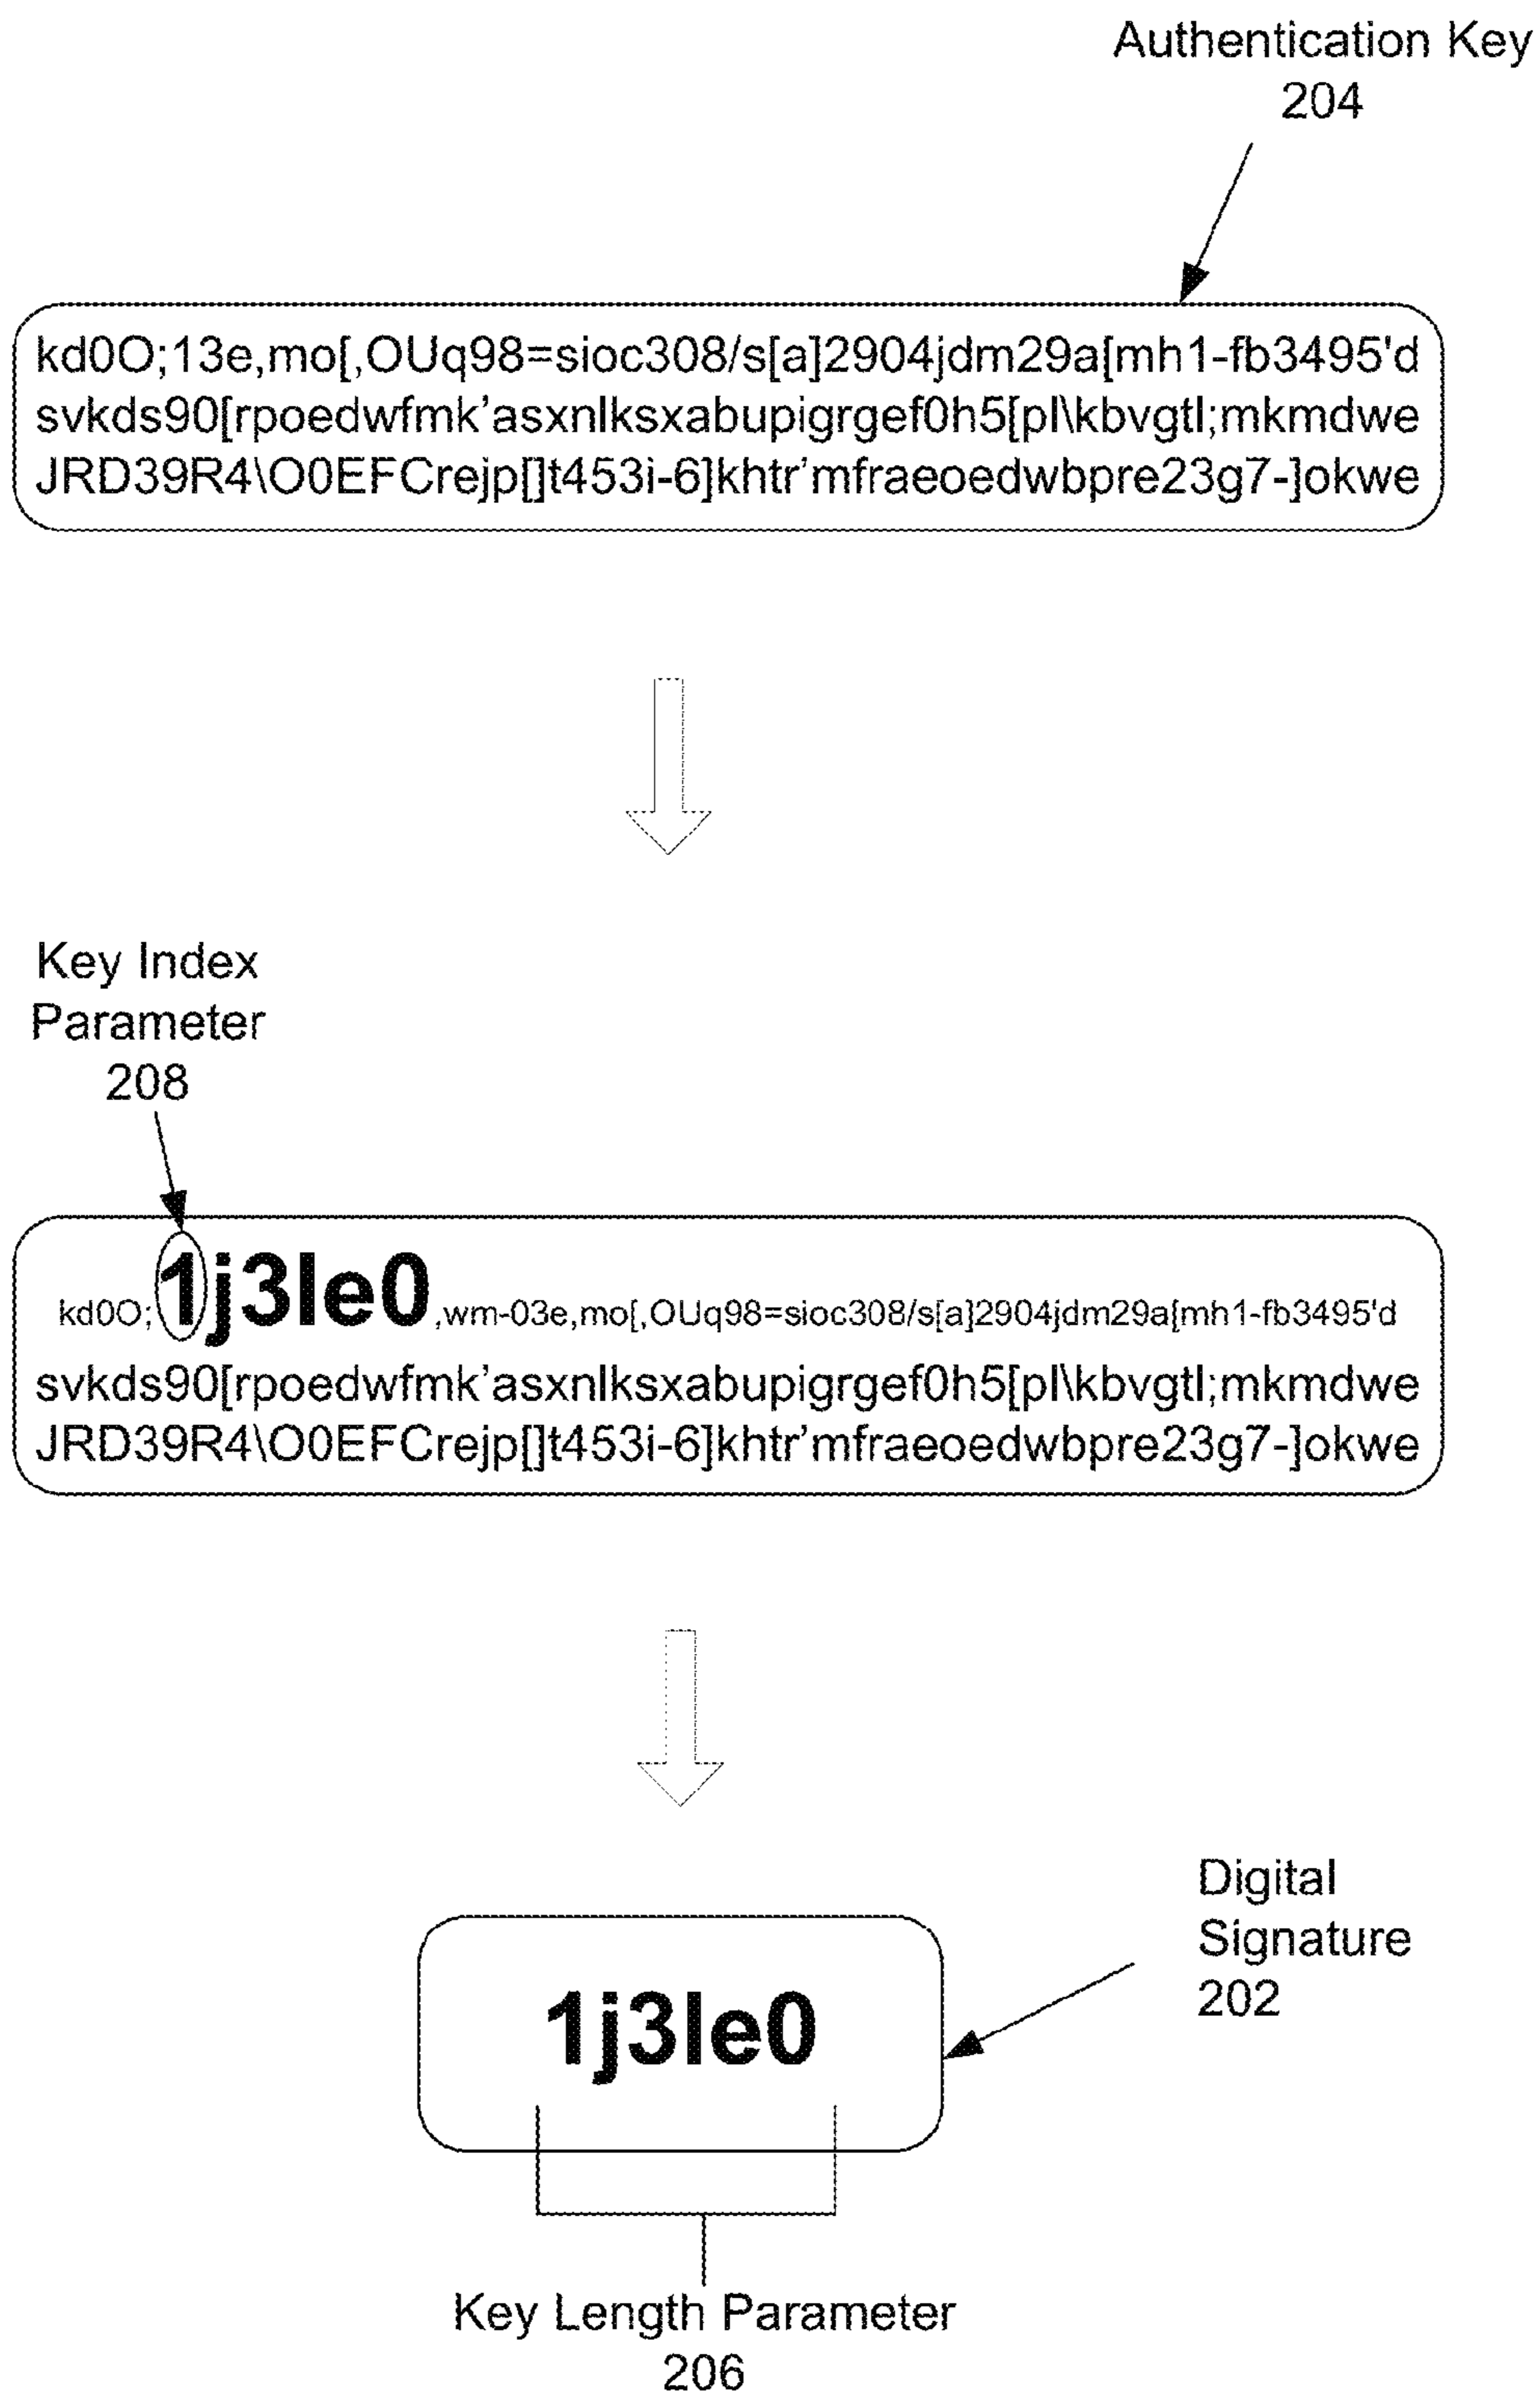 Authentication Key
204
kd0O;13e,mo[,OUq98=sioc308/s[a]2904jdm29a[mh1-fb3495'd
svkds90[rpoedwfmk’asxnlksxabupigrgef0h5[pl\kbvgtl;mkmdwe
JRD39R4\O0EFCrejp[]t453i-6]khtr’mfraeoedwbpre23g7-]okwe
Key Index
Parameter
208
kd0O;1j3le0,wm-03e,mo[,OUq98=sioc308/s[a]2904jdm29a[mh1-fb3495'd
svkds90[rpoedwfmk’asxnlksxabupigrgef0h5[pl\kbvgtl;mkmdwe
JRD39R4\O0EFCrejp[]t453i-6]khtr’mfraeoedwbpre23g7-]okwe
Digital
Signature
202
1j3le0
Key Length Parameter
206